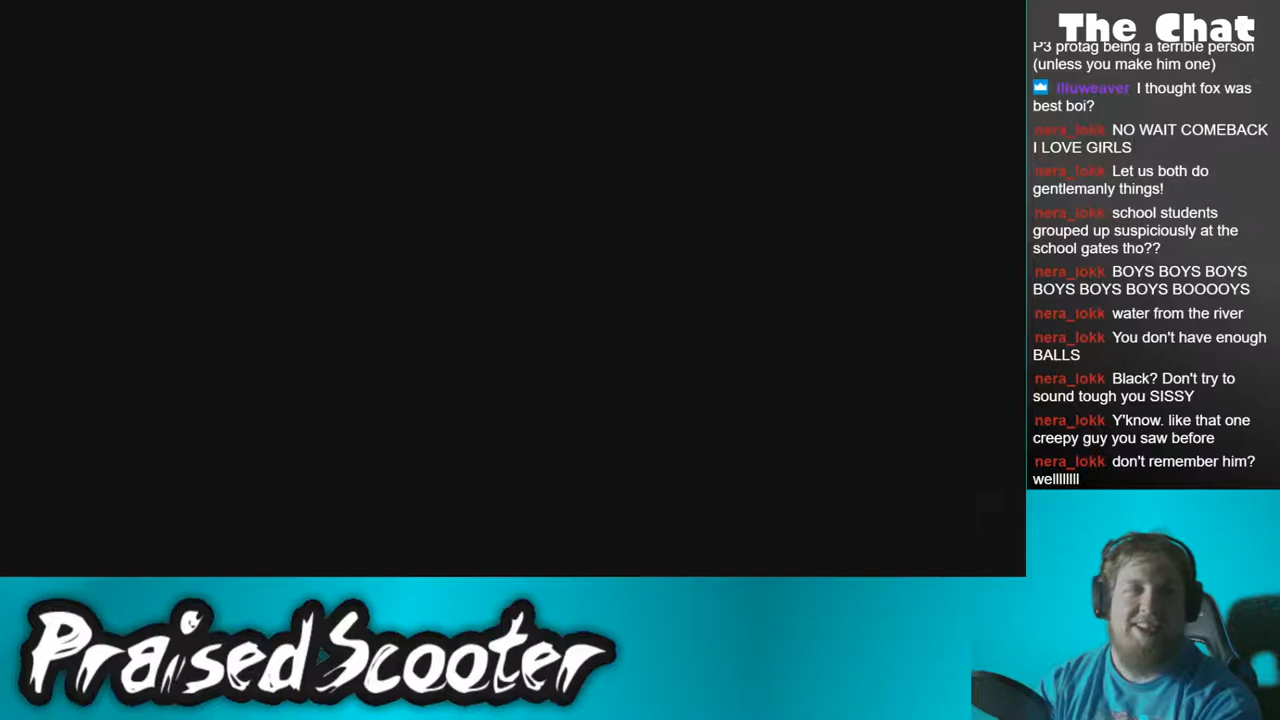 The Chat
P3 protag being a terrible person
(unless you make him one)
illuweaver I thought fox was
best boi?
nera_lokk NO WAIT COMEBACK
I LOVE GIRLS
nera_lokk Let us both do
gentlemanly things!
nera_lokk school students
grouped up suspiciously at the
school gates tho??
nera_lokk BOYS BOYS BOYS
BOYS BOYS BOYS BOOOOYS
nera_lokk water from the river
nera_lokk You don't have enough
BALLS
nera_lokk Black? Don't try to
sound tough you SISSY
nera_lokk Y'know. like that one
creepy guy you saw before
nera_lokk don't remember him?
wellllllll
PraisedScooter